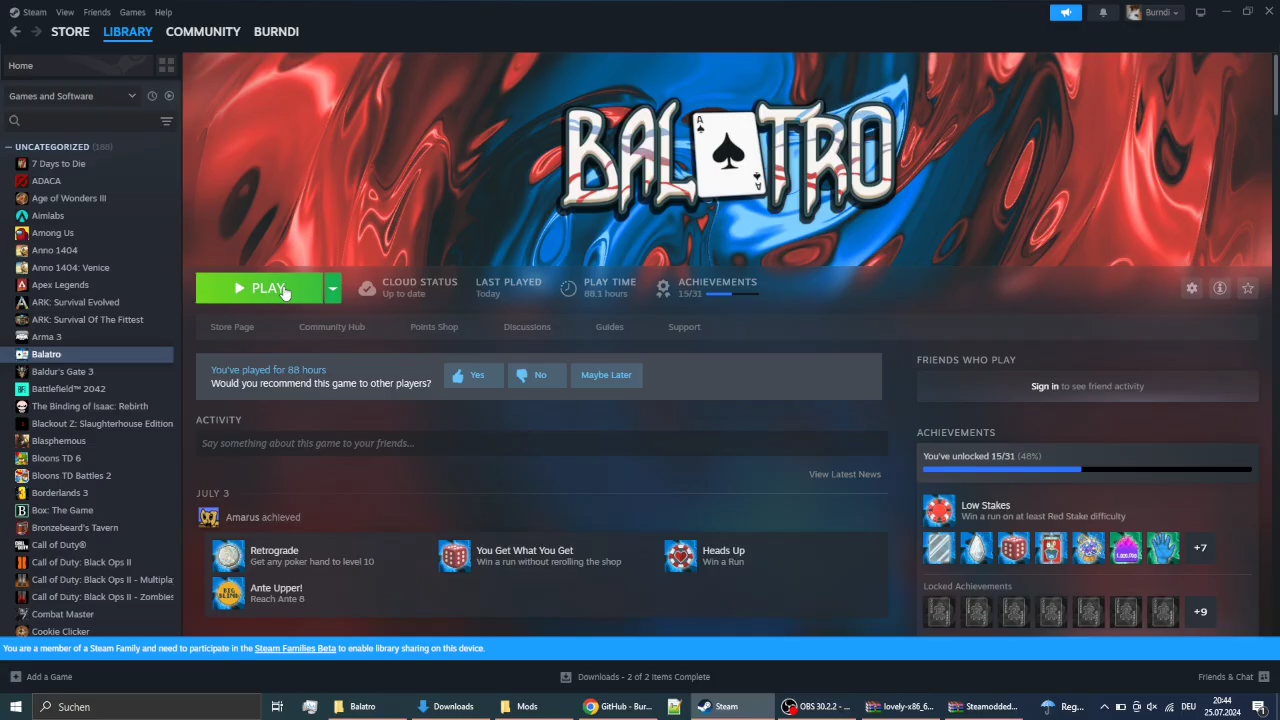 Steam View Friends Games Help
Burndi
STORE LIBRARY COMMUNITY BURNDI
Home
Games and Software
UNCATEGORIZED (166)
7 Days to Die
ADACA
Age of Wonders III
Aimlabs
Among Us
Anno 1404
Anno 1404: Venice
Apex Legends
ARK: Survival Evolved
ARK: Survival Of The Fittest
Arma 3
Balatro
Baldur's Gate 3
Battlefield™ 2042
The Binding of Isaac: Rebirth
Blackout Z: Slaughterhouse Edition
Blasphemous
Bloons TD 6
Bloons TD Battles 2
Borderlands 3
Box: The Game
Bronzebeard's Tavern
Call of Duty®
Call of Duty: Black Ops II
Call of Duty: Black Ops II - Multipla
Call of Duty: Black Ops II - Zombies
Combat Master
Cookie Clicker
BALATRO
A
A
PLAY
CLOUD STATUS
Up to date
LAST PLAYED
Today
PLAY TIME
88.1 hours
ACHIEVEMENTS
15/31
Store Page Community Hub Points Shop Discussions Guides Support
You've played for 88 hours
Would you recommend this game to other players?
Yes No Maybe Later
ACTIVITY
Say something about this game to your friends...
View Latest News
JULY 3
Amarus achieved
Retrograde
Get any poker hand to level 10
You Get What You Get
Win a run without rerolling the shop
Heads Up
Win a Run
BIG BLIND
Ante Upper!
Reach Ante 8
FRIENDS WHO PLAY
Sign in to see friend activity
ACHIEVEMENTS
You've unlocked 15/31 (48%)
Low Stakes
Win a run on at least Red Stake difficulty
+7
Locked Achievements
+9
You are a member of a Steam Family and need to participate in the Steam Families Beta to enable library sharing on this device.
Add a Game
Downloads - 2 of 2 Items Complete
Friends & Chat
Suchen
Balatro
Downloads
Mods
GitHub - Bur...
Steam
OBS 30.2.2 - ...
lovely-x86_6...
Steamodded...
Reg...
DEU
20:44
25.07.2024
1